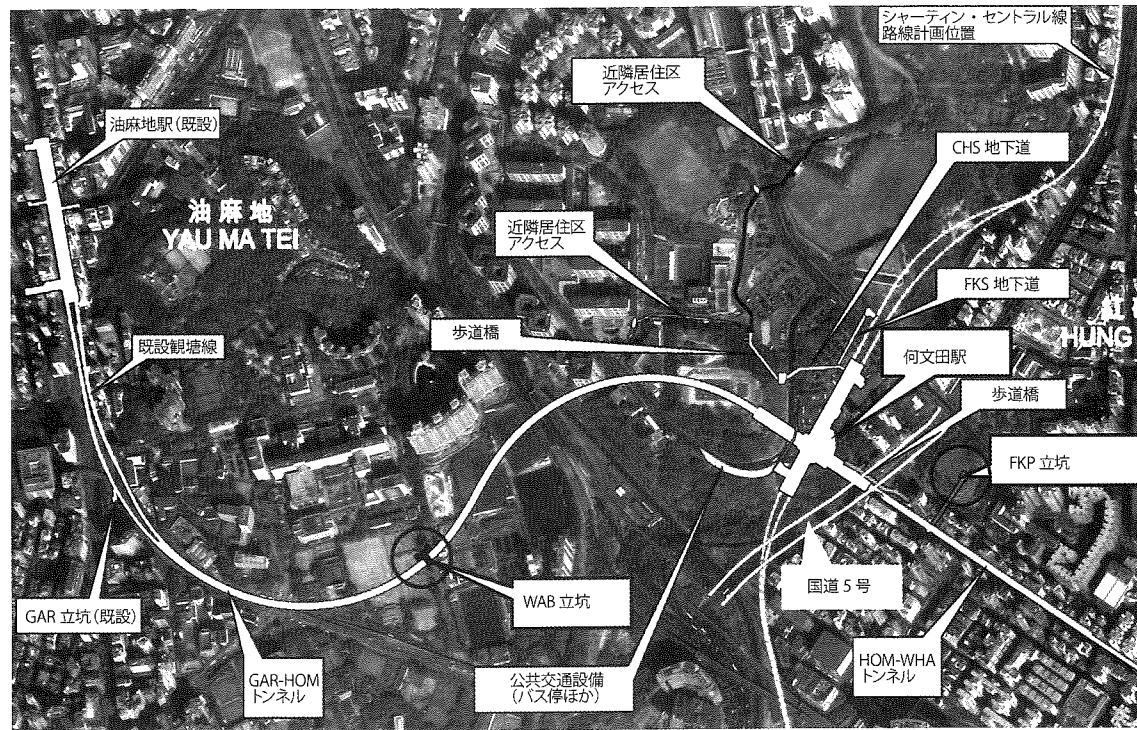 シャーティン・セントラル線
路線計画位置
近隣居住区
アクセス
油麻地駅（既設）
CHS 地下道
油 麻 地
YAU MA TEI
近隣居住区
アクセス
FKS 地下道
HUNG
歩道橋
何文田駅
既設観塘線
歩道橋
FKP 立坑
国道 5 号
WAB 立坑
GAR 立坑（既設）
GAR-HOM
トンネル
公共交通設備
（バス停ほか）
HOM-WHA
トンネル